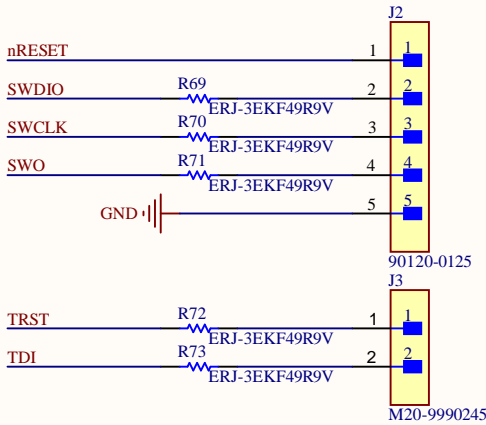 J2
nRESET 1 1
R69
SWDIO 2 2
ERJ-3EKF49R9V
R70
SWCLK 3 3
ERJ-3EKF49R9V
R71
SWO 4 4
ERJ-3EKF49R9V
GND 5 5
90120-0125
J3
R72
TRST 1 1
ERJ-3EKF49R9V
R73
TDI 2 2
ERJ-3EKF49R9V
M20-9990245